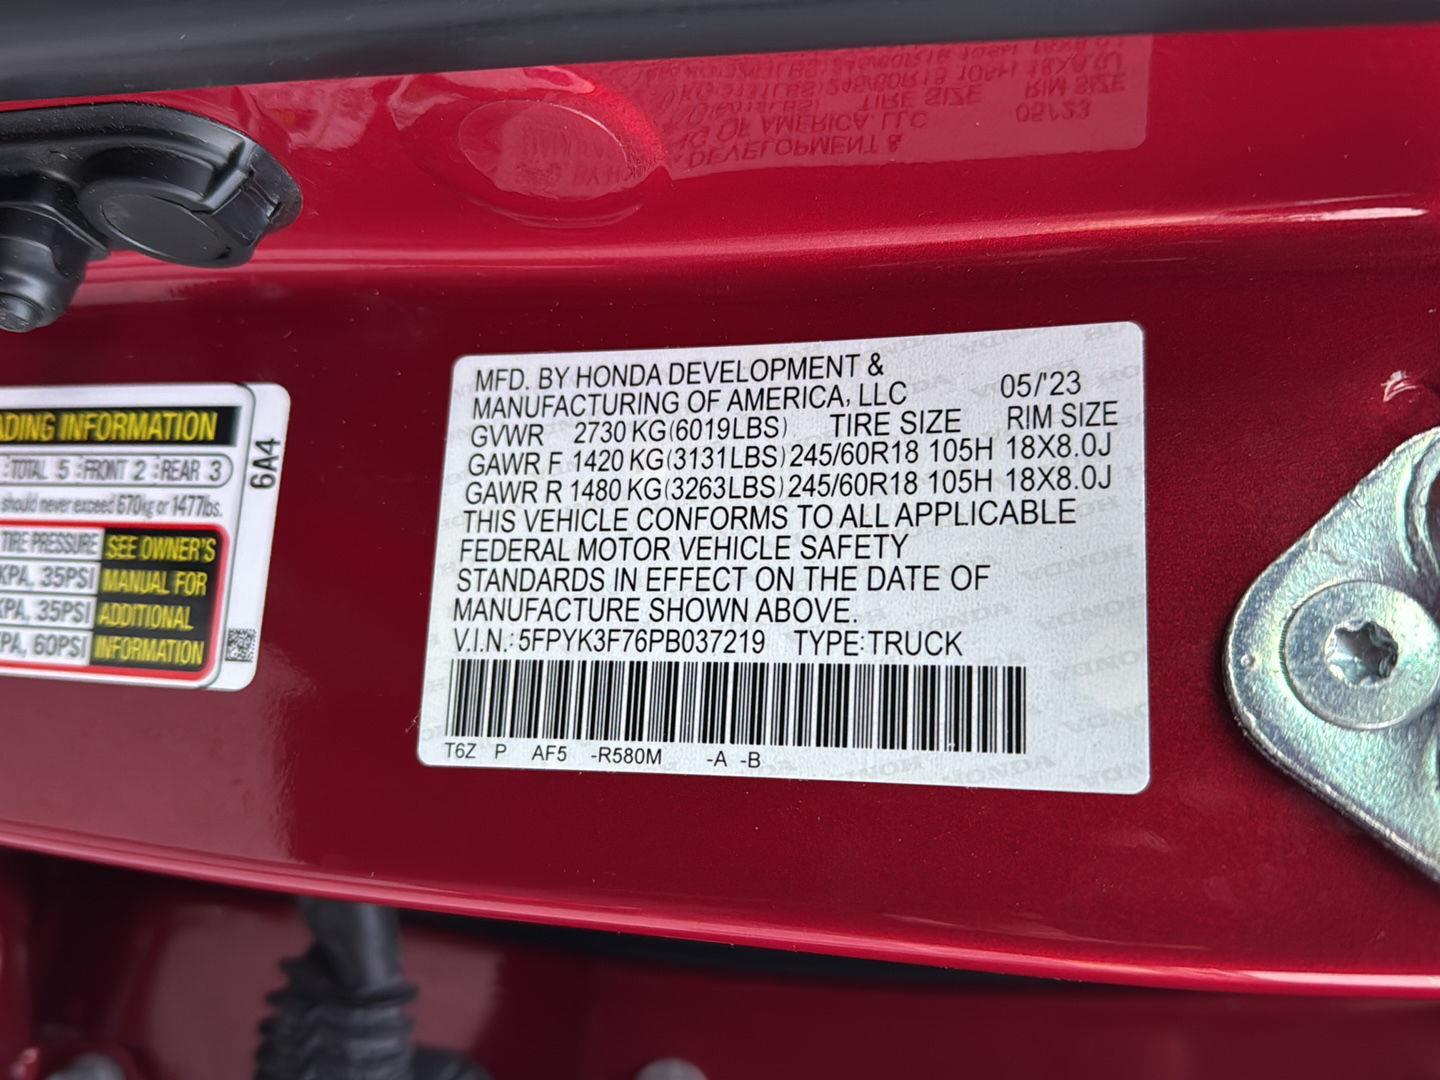 MFD. BY HONDA DEVELOPMENT &
MANUFACTURING OF AMERICA, LLC 05/'23
GVWR 2730 KG(6019LBS) TIRE SIZE RIM SIZE
GAWR F 1420 KG(3131LBS) 245/60R18 105H 18X8.0J
GAWR R 1480 KG(3263LBS) 245/60R18 105H 18X8.0J
THIS VEHICLE CONFORMS TO ALL APPLICABLE
FEDERAL MOTOR VEHICLE SAFETY
STANDARDS IN EFFECT ON THE DATE OF
MANUFACTURE SHOWN ABOVE.
V.I.N.: 5FPYK3F76PB037219 TYPE:TRUCK
T6Z P AF5 -R580M -A -B
ADING INFORMATION
TOTAL 5 FRONT 2 REAR 3
should never exceed 670kg or 1477lbs.
TIRE PRESSURE SEE OWNER'S
KPA, 35PSI MANUAL FOR
KPA, 35PSI ADDITIONAL
KPA, 60PSI INFORMATION
6A4